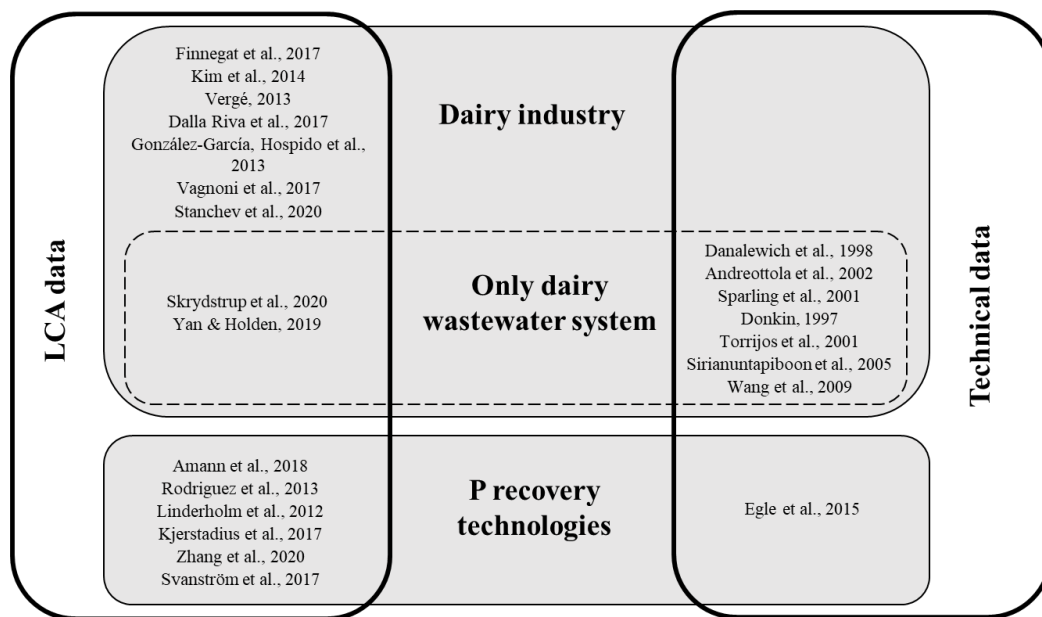 LCA data
Finnegat et al., 2017
Kim et al., 2014
Vergé, 2013
Dalla Riva et al., 2017
González-García, Hospido et al.,
2013
Vagnoni et al., 2017
Stanchev et al., 2020
Dairy industry
Skrydstrup et al., 2020
Yan & Holden, 2019
Only dairy
wastewater system
Danalewich et al., 1998
Andreottola et al., 2002
Sparling et al., 2001
Donkin, 1997
Torrijos et al., 2001
Sirianuntapiboon et al., 2005
Wang et al., 2009
Amann et al., 2018
Rodriguez et al., 2013
Linderholm et al., 2012
Kjerstadius et al., 2017
Zhang et al., 2020
Svanström et al., 2017
P recovery
technologies
Egle et al., 2015
Technical data